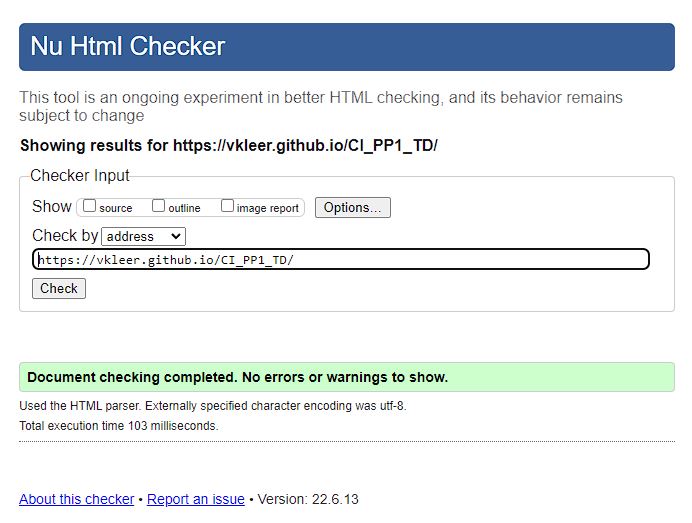 Nu Html Checker
This tool is an ongoing experiment in better HTML checking, and its behavior remains
subject to change
Showing results for https://vkleer.github.io/CI_PP1_TD/
Checker Input
Show source outline image report Options...
Check by address
https://vkleer.github.io/CI_PP1_TD/
Check
Document checking completed. No errors or warnings to show.
Used the HTML parser. Externally specified character encoding was utf-8.
Total execution time 103 milliseconds.
About this checker • Report an issue • Version: 22.6.13